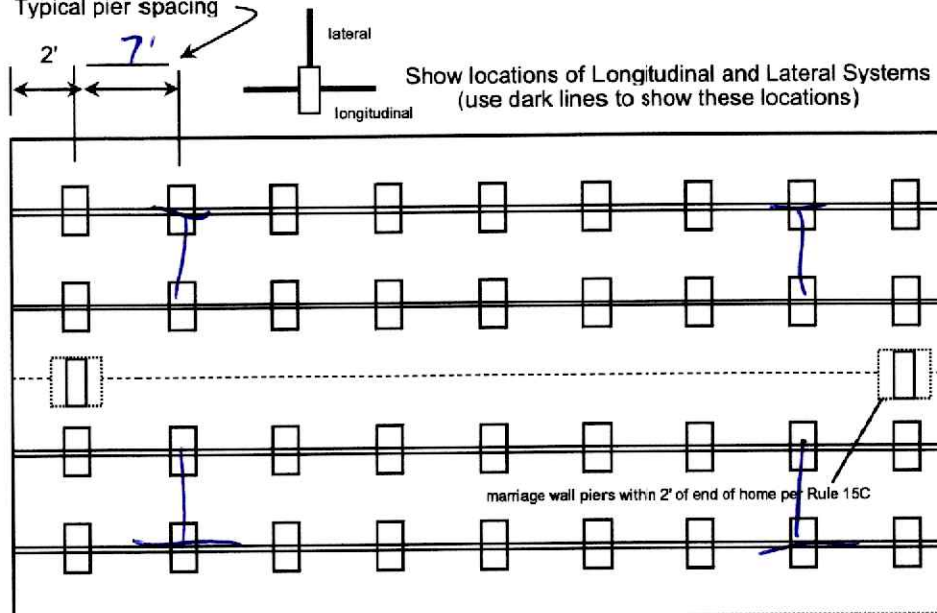 Typical pier spacing
2'
7'
lateral
longitudinal
Show locations of Longitudinal and Lateral Systems
(use dark lines to show these locations)
marriage wall piers within 2' of end of home per Rule 15C